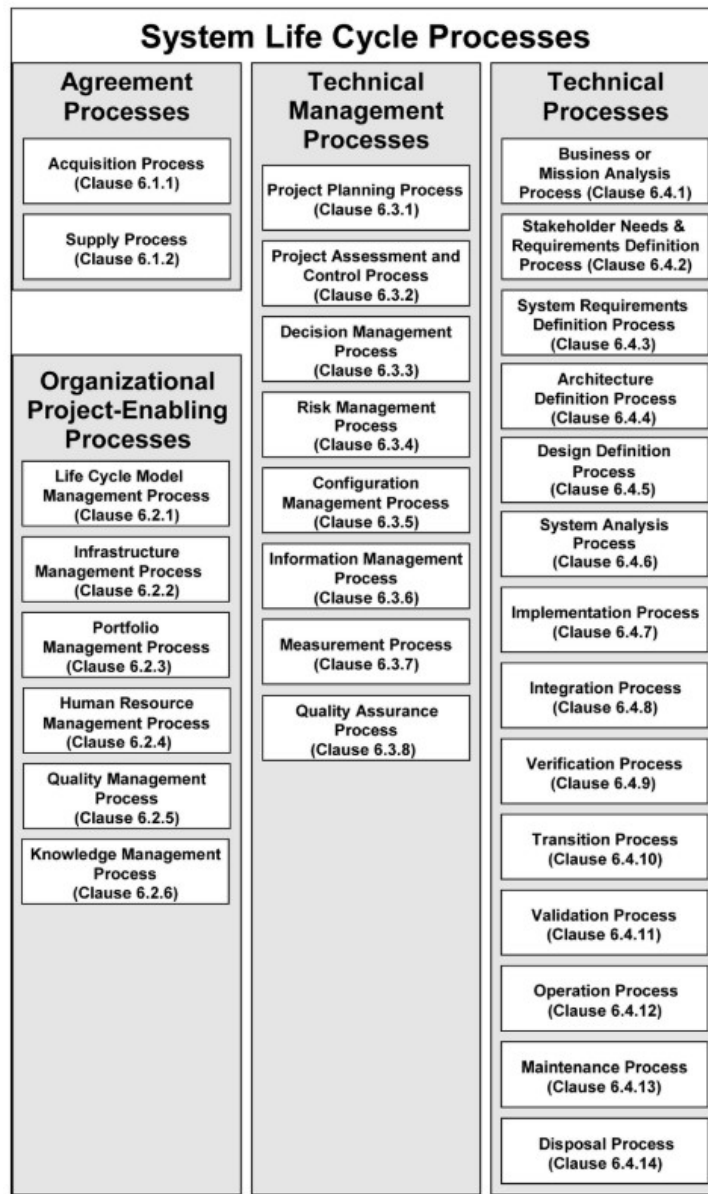 System Life Cycle Processes
Agreement
Processes
Acquisition Process
(Clause 6.1.1)
Supply Process
(Clause 6.1.2)
Organizational
Project-Enabling
Processes
Life Cycle Model
Management Process
(Clause 6.2.1)
Infrastructure
Management Process
(Clause 6.2.2)
Portfolio
Management Process
(Clause 6.2.3)
Human Resource
Management Process
(Clause 6.2.4)
Quality Management
Process
(Clause 6.2.5)
Knowledge Management
Process
(Clause 6.2.6)
Technical
Management
Processes
Project Planning Process
(Clause 6.3.1)
Project Assessment and
Control Process
(Clause 6.3.2)
Decision Management
Process
(Clause 6.3.3)
Risk Management
Process
(Clause 6.3.4)
Configuration
Management Process
(Clause 6.3.5)
Information Management
Process
(Clause 6.3.6)
Measurement Process
(Clause 6.3.7)
Quality Assurance
Process
(Clause 6.3.8)
Technical
Processes
Business or
Mission Analysis
Process (Clause 6.4.1)
Stakeholder Needs &
Requirements Definition
Process (Clause 6.4.2)
System Requirements
Definition Process
(Clause 6.4.3)
Architecture
Definition Process
(Clause 6.4.4)
Design Definition
Process
(Clause 6.4.5)
System Analysis
Process
(Clause 6.4.6)
Implementation Process
(Clause 6.4.7)
Integration Process
(Clause 6.4.8)
Verification Process
(Clause 6.4.9)
Transition Process
(Clause 6.4.10)
Validation Process
(Clause 6.4.11)
Operation Process
(Clause 6.4.12)
Maintenance Process
(Clause 6.4.13)
Disposal Process
(Clause 6.4.14)